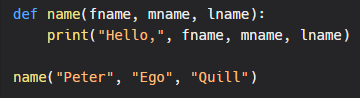 def name(fname, mname, lname):
    print("Hello,", fname, mname, lname)
name("Peter", "Ego", "Quill")